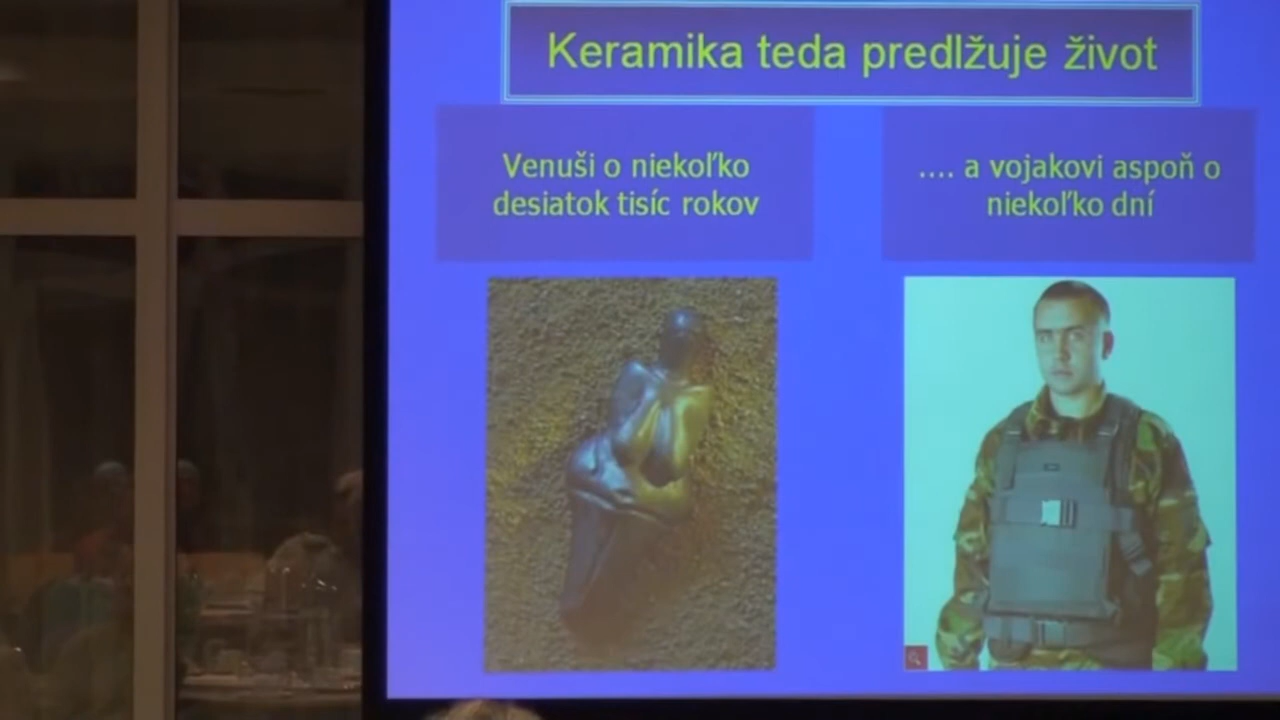 Keramika teda predlžuje život
Venuši o niekoľko
desiatok tisíc rokov
.... a vojakovi aspoň o
niekoľko dní